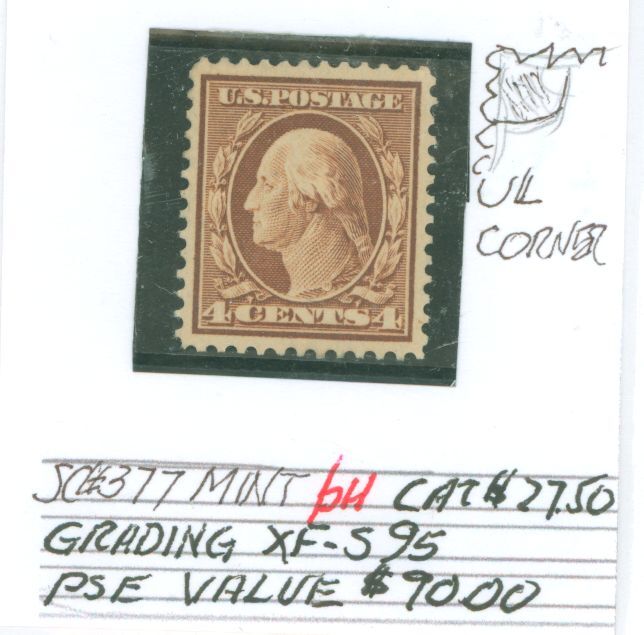 U.S. POSTAGE
4 CENTS 4
UL
CORNER
SC#377 MINT pH CAT $27.50
GRADING XF-S 95
PSE VALUE $90.00